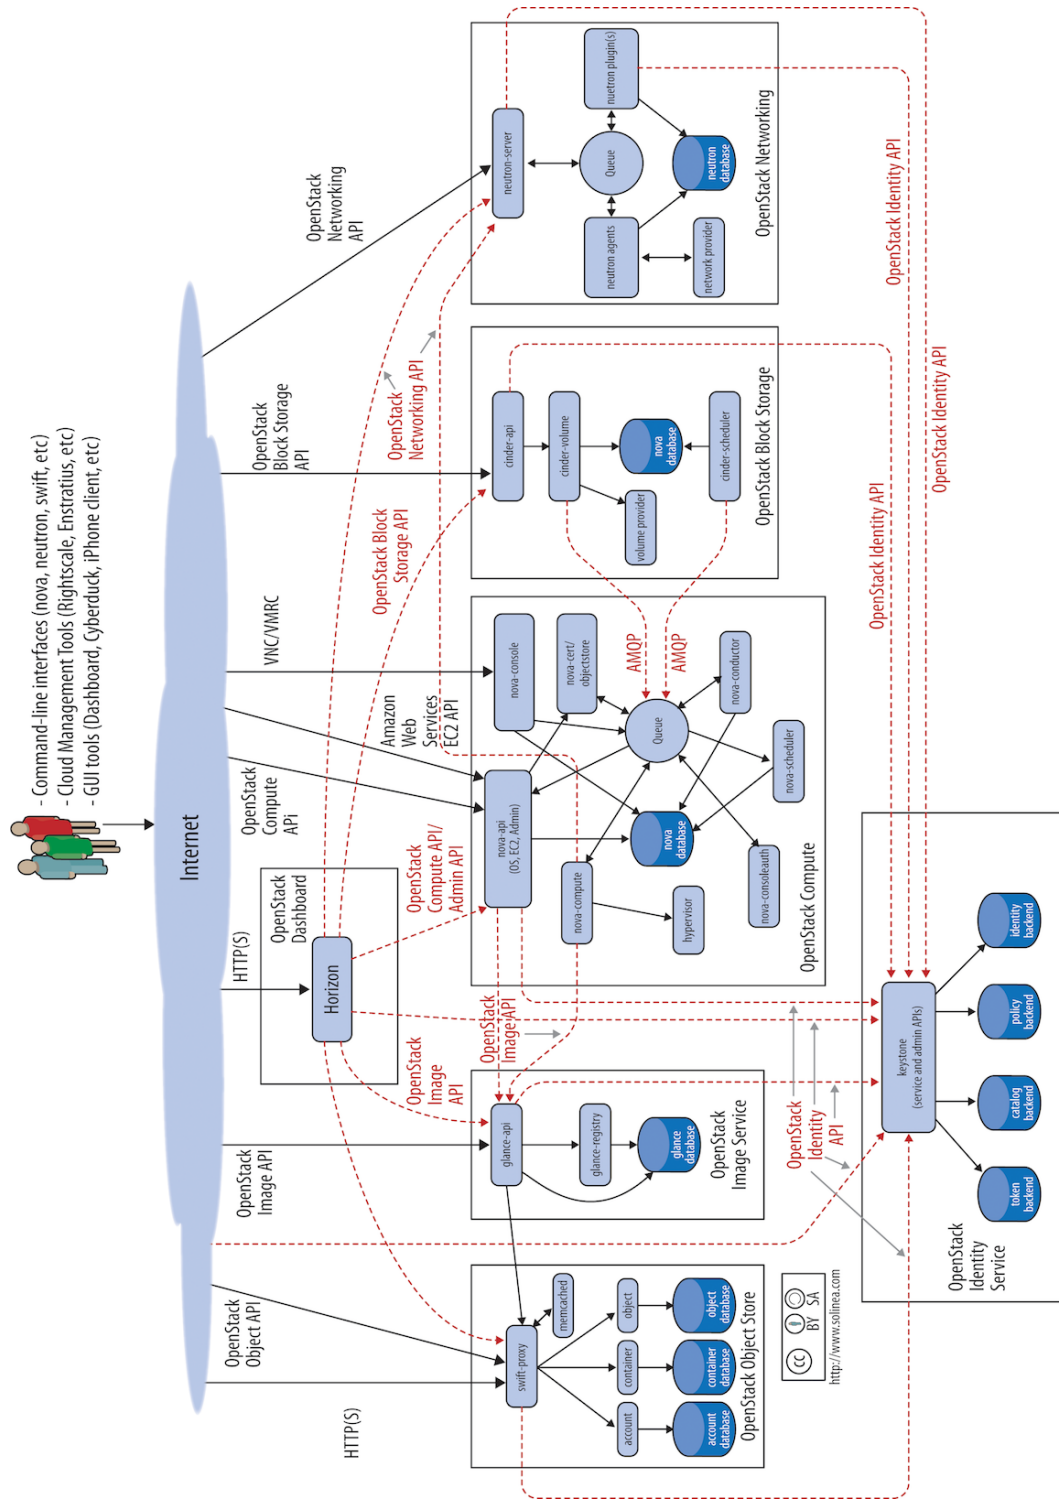 - Command-line interfaces (nova, neutron, swift, etc)
- Cloud Management Tools (Rightscale, Enstratius, etc)
- GUI tools (Dashboard, Cyberduck, iPhone client, etc)
Internet
HTTP(S)
OpenStack
Object API
OpenStack
Image API
HTTP(S)
OpenStack
Compute
APi
Amazon
Web
Services
EC2 API
VNC/VMRC
OpenStack
Block Storage
API
OpenStack
Networking
API
OpenStack
Dashboard
Horizon
OpenStack
Image
API
OpenStack
Compute API/
Admin API
OpenStack Block
Storage API
OpenStack
Networking API
OpenStack
Image API
swift-proxy
memcached
account
container
object
account
database
container
database
object
database
OpenStack Object Store
glance-api
glance-registry
glance
database
OpenStack
Image Service
nova-api
(OS, EC2, Admin)
nova-console
nova-cert/
objectstore
nova-compute
nova
database
Queue
hypervisor
nova-consoleauth
nova-scheduler
nova-conductor
OpenStack Compute
AMQP
AMQP
cinder-api
cinder-volume
volume provider
nova
database
cinder-scheduler
OpenStack Block Storage
neutron-server
neutron agents
Queue
nuetron plugin(s)
network provider
neutron
database
OpenStack Networking
OpenStack
Identity
API
OpenStack Identity API
OpenStack Identity API
OpenStack Identity API
keystone
(service and admin APIs)
token
backend
catalog
backend
policy
backend
identity
backend
OpenStack
Identity
Service
cc
BY SA
http://www.solinea.com